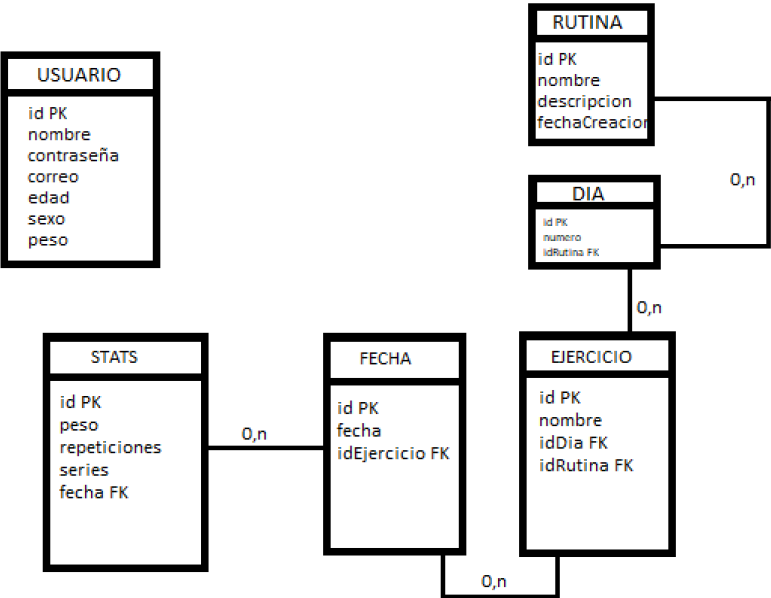 RUTINA
id PK
nombre
descripcion
fechaCreacion
USUARIO
id PK
nombre
contraseña
correo
edad
sexo
peso
0,n
DIA
id PK
numero
idRutina FK
0,n
STATS
id PK
peso
repeticiones
series
fecha FK
0,n
FECHA
id PK
fecha
idEjercicio FK
EJERCICIO
id PK
nombre
idDia FK
idRutina FK
0,n